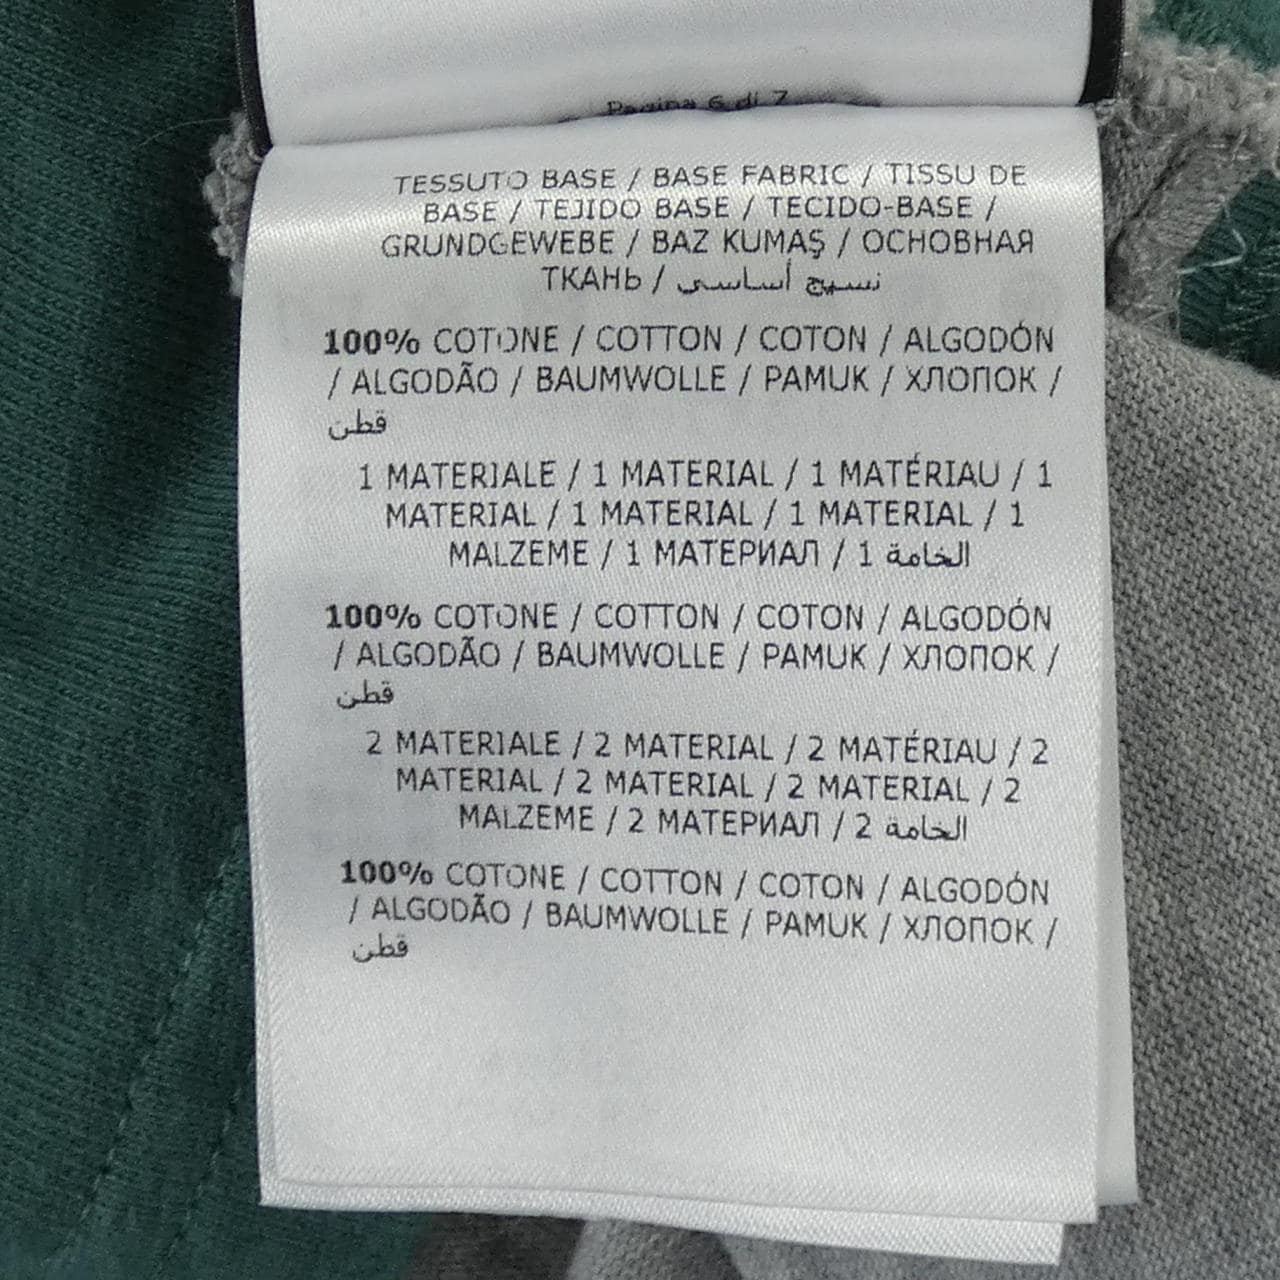 Pagina 6 di 7
TESSUTO BASE / BASE FABRIC / TISSU DE
BASE / TEJIDO BASE / TECIDO-BASE /
GRUNDGEWEBE / BAZ KUMAŞ / ОСНОВНАЯ
ТКАНЬ / نسيج أساسي
100% COTONE / COTTON / COTON / ALGODÓN
/ ALGODÃO / BAUMWOLLE / PAMUK / ХЛОПОК /
قطن
1 MATERIALE / 1 MATERIAL / 1 MATÉRIAU / 1
MATERIAL / 1 MATERIAL / 1 MATERIAL / 1
MALZEME / 1 МАТЕРИАЛ / 1 الخامة
100% COTONE / COTTON / COTON / ALGODÓN
/ ALGODÃO / BAUMWOLLE / PAMUK / ХЛОПОК /
قطن
2 MATERIALE / 2 MATERIAL / 2 MATÉRIAU / 2
MATERIAL / 2 MATERIAL / 2 MATERIAL / 2
MALZEME / 2 МАТЕРИАЛ / 2 الخامة
100% COTONE / COTTON / COTON / ALGODÓN
/ ALGODÃO / BAUMWOLLE / PAMUK / ХЛОПОК /
قطن